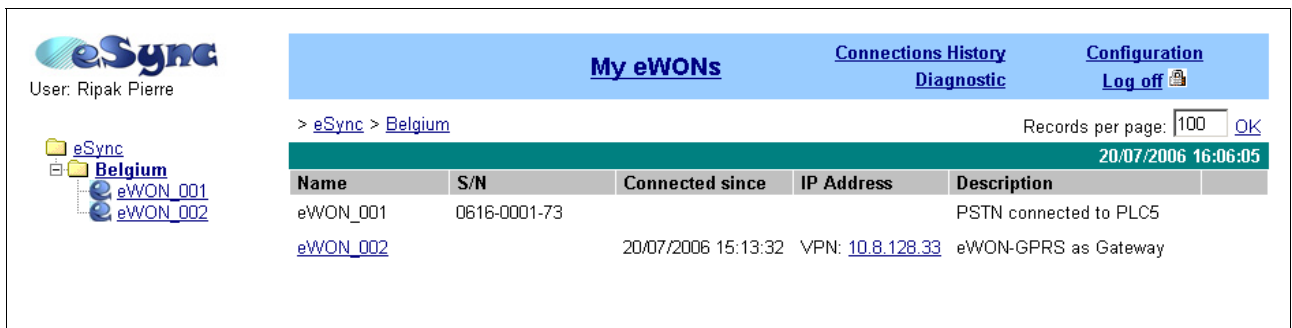 eSync
User: Ripak Pierre
eSync
Belgium
eWON_001
eWON_002
My eWONs
Connections History
Diagnostic
Configuration
Log off
> eSync > Belgium
Records per page: 100 OK
20/07/2006 16:06:05
Name S/N Connected since IP Address Description
eWON_001 0616-0001-73 PSTN connected to PLC5
eWON_002 20/07/2006 15:13:32 VPN: 10.8.128.33 eWON-GPRS as Gateway